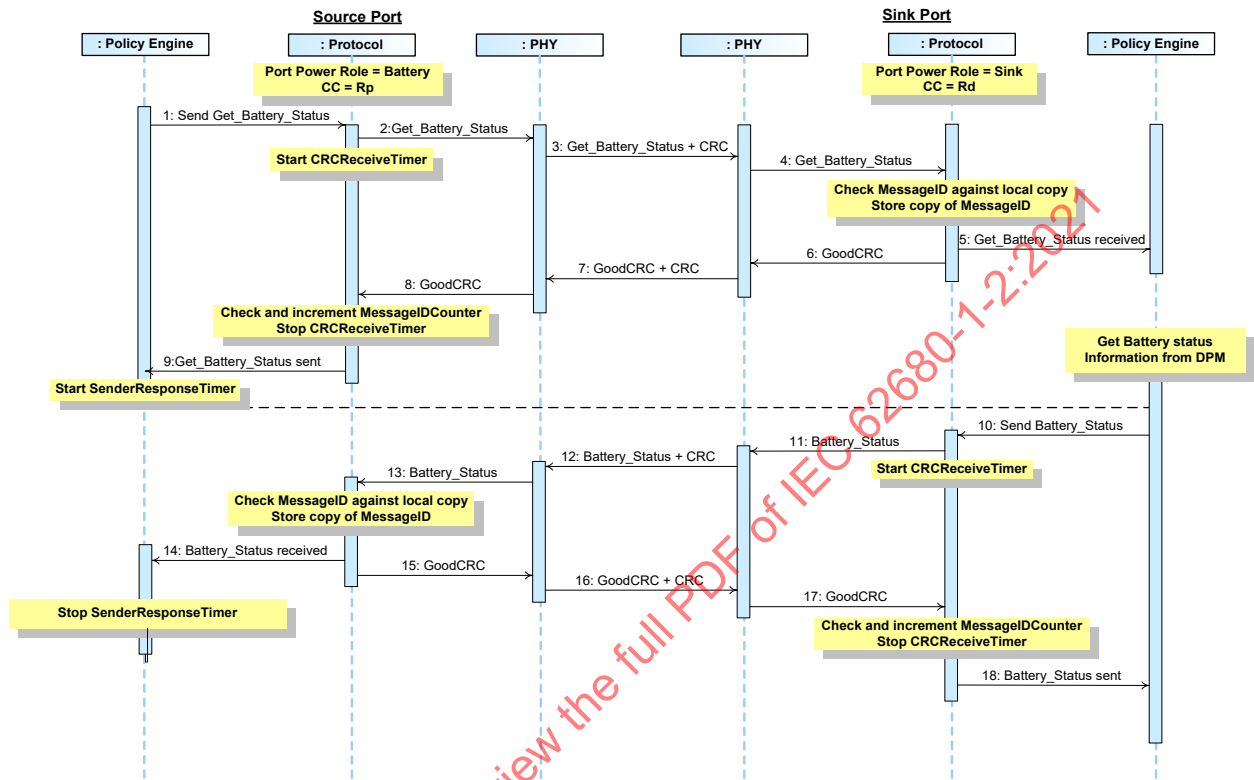 Source Port
Sink Port
: Policy Engine
: Protocol
: PHY
: PHY
: Protocol
: Policy Engine
Port Power Role = Battery
CC = Rp
Port Power Role = Sink
CC = Rd
1: Send Get_Battery_Status
2:Get_Battery_Status
Start CRCReceiveTimer
3: Get_Battery_Status + CRC
4: Get_Battery_Status
Check MessageID against local copy
Store copy of MessageID
5: Get_Battery_Status received
6: GoodCRC
7: GoodCRC + CRC
8: GoodCRC
Check and increment MessageIDCounter
Stop CRCReceiveTimer
9:Get_Battery_Status sent
Start SenderResponseTimer
Get Battery status
Information from DPM
10: Send Battery_Status
11: Battery_Status
Start CRCReceiveTimer
12: Battery_Status + CRC
13: Battery_Status
Check MessageID against local copy
Store copy of MessageID
14: Battery_Status received
15: GoodCRC
16: GoodCRC + CRC
17: GoodCRC
Stop SenderResponseTimer
Check and increment MessageIDCounter
Stop CRCReceiveTimer
18: Battery_Status sent
view the full PDF of IEC 62680-1-2:2021